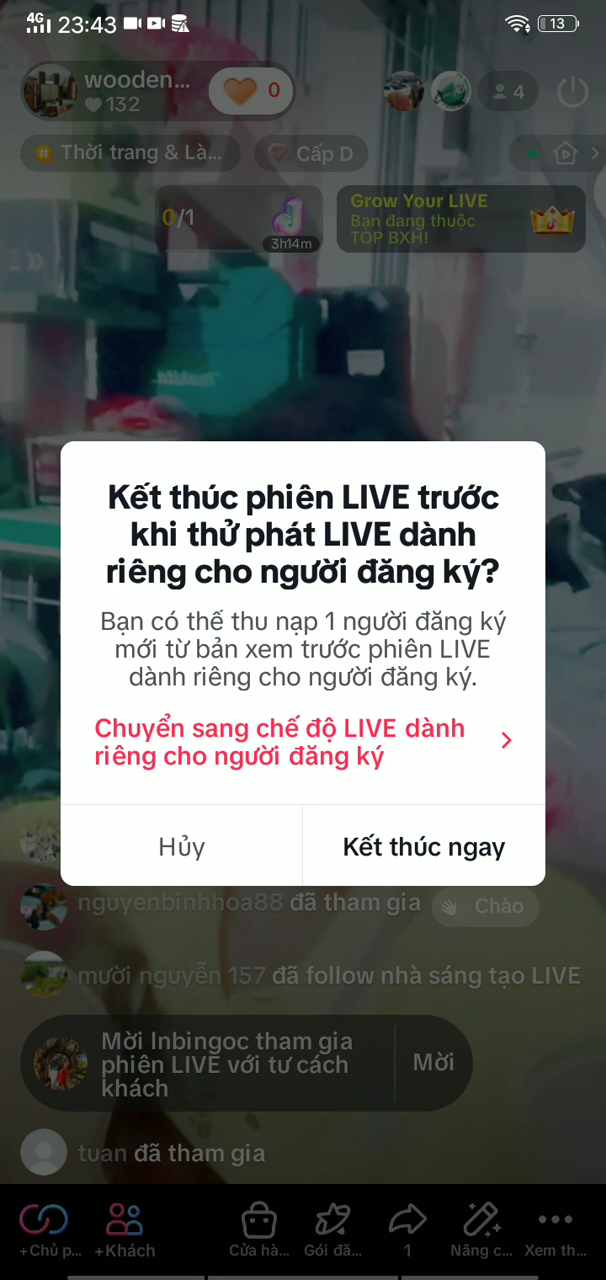 4G 23:43 13
wooden... 0
132 4
# Thời trang & Là... Cấp D
0/1
3h14m
Grow Your LIVE
Bạn đang thuộc
TOP BXH!
makita
Kết thúc phiên LIVE trước
khi thử phát LIVE dành
riêng cho người đăng ký?
Bạn có thể thu nạp 1 người đăng ký
mới từ bản xem trước phiên LIVE
dành riêng cho người đăng ký.
Chuyển sang chế độ LIVE dành
riêng cho người đăng ký
Hủy Kết thúc ngay
nguyenbinhhoa88 đã tham gia Chào
mười nguyễn 157 đã follow nhà sáng tạo LIVE
Mời lnbingoc tham gia
phiên LIVE với tư cách
khách
Mời
tuan đã tham gia
+Chủ p... +Khách Cửa hà... Gói đă... 1 Nâng c... Xem th...